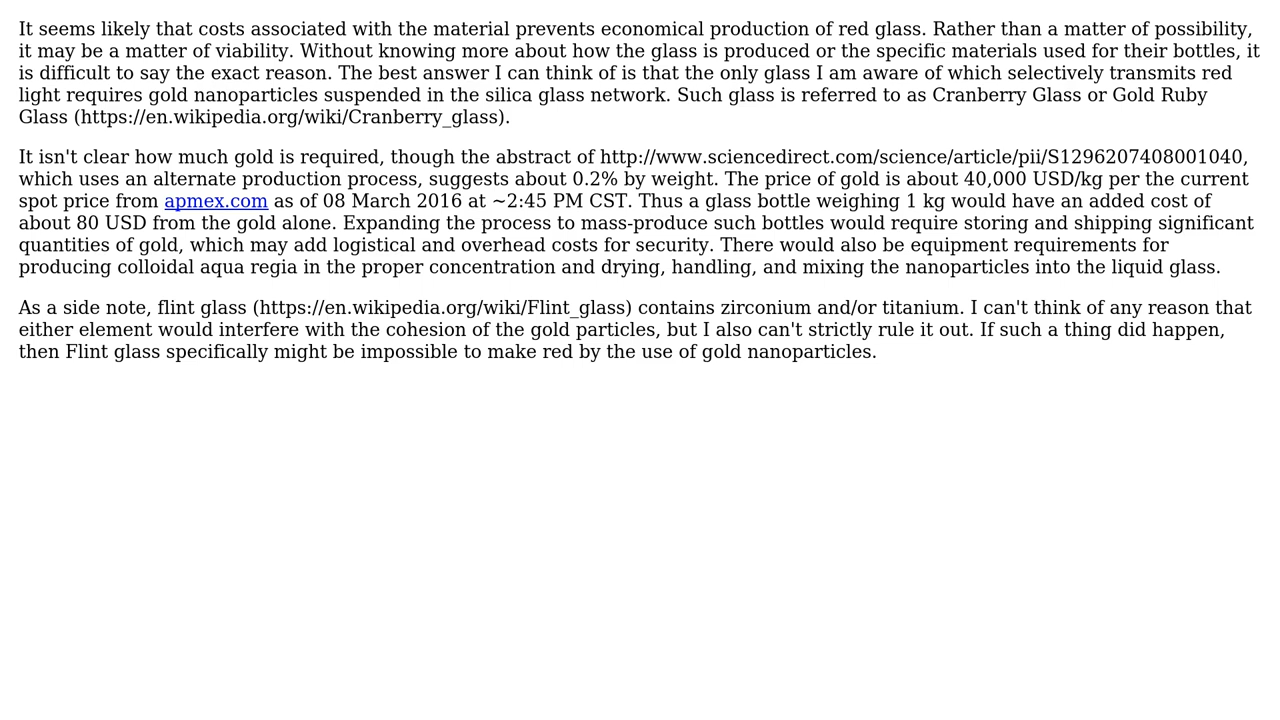 It seems likely that costs associated with the material prevents economical production of red glass. Rather than a matter of possibility,
it may be a matter of viability. Without knowing more about how the glass is produced or the specific materials used for their bottles, it
is difficult to say the exact reason. The best answer I can think of is that the only glass I am aware of which selectively transmits red
light requires gold nanoparticles suspended in the silica glass network. Such glass is referred to as Cranberry Glass or Gold Ruby
Glass (https://en.wikipedia.org/wiki/Cranberry_glass).
It isn't clear how much gold is required, though the abstract of http://www.sciencedirect.com/science/article/pii/S1296207408001040,
which uses an alternate production process, suggests about 0.2% by weight. The price of gold is about 40,000 USD/kg per the current
spot price from apmex.com as of 08 March 2016 at ~2:45 PM CST. Thus a glass bottle weighing 1 kg would have an added cost of
about 80 USD from the gold alone. Expanding the process to mass-produce such bottles would require storing and shipping significant
quantities of gold, which may add logistical and overhead costs for security. There would also be equipment requirements for
producing colloidal aqua regia in the proper concentration and drying, handling, and mixing the nanoparticles into the liquid glass.
As a side note, flint glass (https://en.wikipedia.org/wiki/Flint_glass) contains zirconium and/or titanium. I can't think of any reason that
either element would interfere with the cohesion of the gold particles, but I also can't strictly rule it out. If such a thing did happen,
then Flint glass specifically might be impossible to make red by the use of gold nanoparticles.